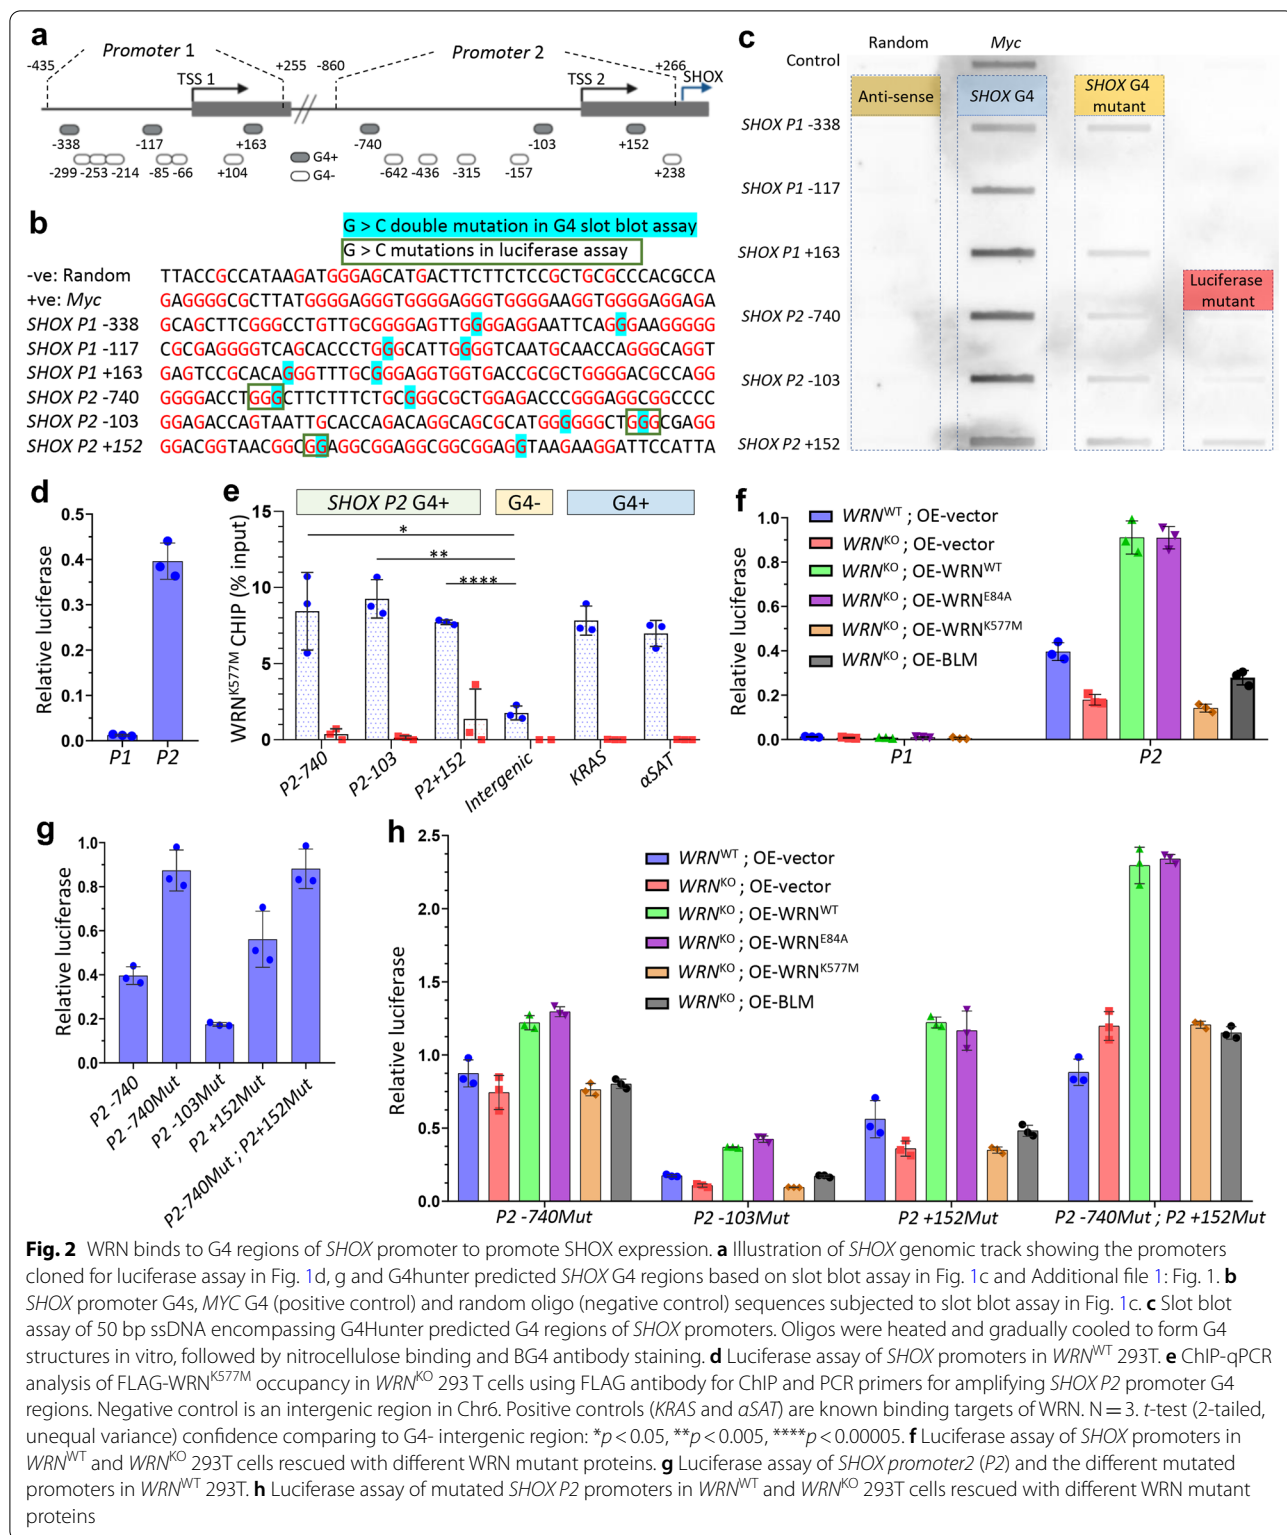 a
Promoter 1
Promoter 2
-435
+255
-860
+266
SHOX
TSS 1
TSS 2
-338
-117
+163
-740
-103
+152
G4+
G4-
-299
-253
-214
-85
-66
+104
-642
-436
-315
-157
+238
b
G > C double mutation in G4 slot blot assay
G > C mutations in luciferase assay
-ve: Random TTACCGCCATAAGATGGGAGCATGACTTCTTCTCCGCTGCGCCCACGCCA
+ve: Myc GAGGGGCGCTTATGGGGAGGGTGGGGAGGGTGGGGAAGGTGGGGAGGAGA
SHOX P1 -338 GCAGCTTCGGGCCTGTTGCGGGGAGTTGGGGAGGAATTCAGGGAAGGGGG
SHOX P1 -117 CGCGAGGGGTCAGCACCCTGGGCATTGGGGTCAATGCAACCAGGGCAGGT
SHOX P1 +163 GAGTCCGCACAGGGTTTGCGGGAGGTGGTGACCGCGCTGGGGACGCCAGG
SHOX P2 -740 GGGGACCTGGGCTTCTTTCTGCGGGCGCTGGAGACCCGGGAGGCGGCCCC
SHOX P2 -103 GGAGACCAGTAATTGCACCAGACAGGCAGCGCATGGGGGGCTGGGCGAGG
SHOX P2 +152 GGACGGTAACGGCGGAGGCGGAGGCGGCGGAGGTAAGAAGGATTCCATTA
c
Random
Myc
Control
Anti-sense
SHOX G4
SHOX G4
mutant
SHOX P1 -338
SHOX P1 -117
SHOX P1 +163
Luciferase
mutant
SHOX P2 -740
SHOX P2 -103
SHOX P2 +152
d
Relative luciferase
0.5
0.4
0.3
0.2
0.1
0.0
P1
P2
e
SHOX P2 G4+
G4-
G4+
WRNK577M CHIP (% input)
15
10
5
0
*
**
****
P2-740
P2-103
P2+152
Intergenic
KRAS
αSAT
f
Relative luciferase
1.0
0.8
0.6
0.4
0.2
0.0
WRNWT ; OE-vector
WRNKO ; OE-vector
WRNKO ; OE-WRNWT
WRNKO ; OE-WRNE84A
WRNKO ; OE-WRNK577M
WRNKO ; OE-BLM
P1
P2
g
Relative luciferase
1.0
0.8
0.6
0.4
0.2
0.0
P2 -740
P2 -740Mut
P2 -103Mut
P2 +152Mut
P2-740Mut ; P2+152Mut
h
Relative luciferase
2.5
2.0
1.5
1.0
0.5
0.0
WRNWT ; OE-vector
WRNKO ; OE-vector
WRNKO ; OE-WRNWT
WRNKO ; OE-WRNE84A
WRNKO ; OE-WRNK577M
WRNKO ; OE-BLM
P2 -740Mut
P2 -103Mut
P2 +152Mut
P2 -740Mut ; P2 +152Mut
Fig. 2 WRN binds to G4 regions of SHOX promoter to promote SHOX expression. a Illustration of SHOX genomic track showing the promoters
cloned for luciferase assay in Fig. 1d, g and G4hunter predicted SHOX G4 regions based on slot blot assay in Fig. 1c and Additional file 1: Fig. 1. b
SHOX promoter G4s, MYC G4 (positive control) and random oligo (negative control) sequences subjected to slot blot assay in Fig. 1c. c Slot blot
assay of 50 bp ssDNA encompassing G4Hunter predicted G4 regions of SHOX promoters. Oligos were heated and gradually cooled to form G4
structures in vitro, followed by nitrocellulose binding and BG4 antibody staining. d Luciferase assay of SHOX promoters in WRNWT 293T. e ChIP-qPCR
analysis of FLAG-WRNK577M occupancy in WRNKO 293 T cells using FLAG antibody for ChIP and PCR primers for amplifying SHOX P2 promoter G4
regions. Negative control is an intergenic region in Chr6. Positive controls (KRAS and αSAT) are known binding targets of WRN. N = 3. t-test (2-tailed,
unequal variance) confidence comparing to G4- intergenic region: *p < 0.05, **p < 0.005, ****p < 0.00005. f Luciferase assay of SHOX promoters in
WRNWT and WRNKO 293T cells rescued with different WRN mutant proteins. g Luciferase assay of SHOX promoter2 (P2) and the different mutated
promoters in WRNWT 293T. h Luciferase assay of mutated SHOX P2 promoters in WRNWT and WRNKO 293T cells rescued with different WRN mutant
proteins